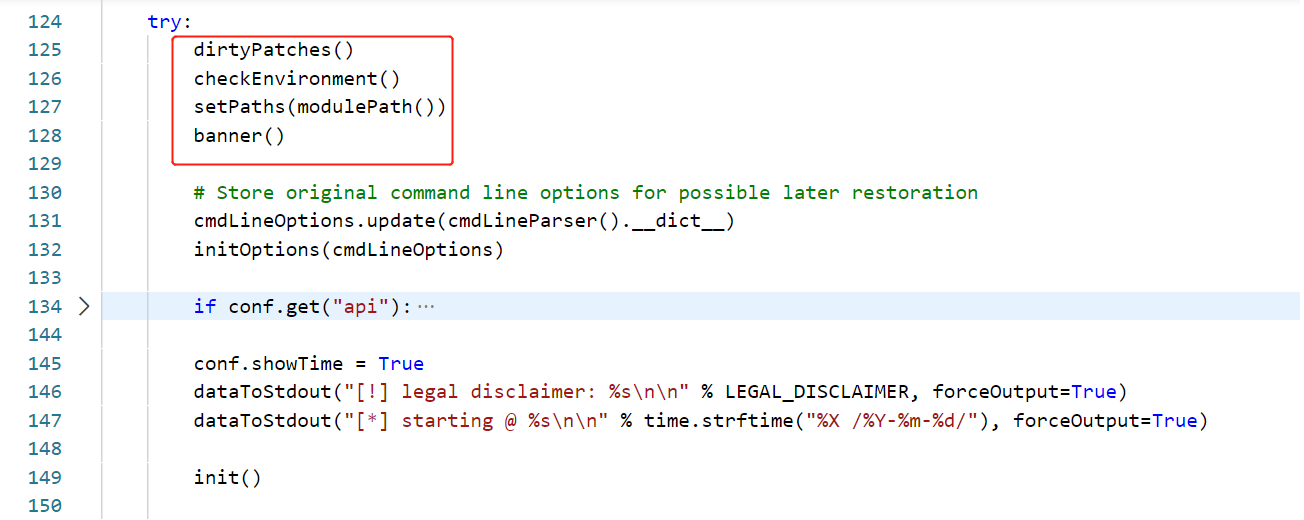 124 try:
125 dirtyPatches()
126 checkEnvironment()
127 setPaths(modulePath())
128 banner()
129
130 # Store original command line options for possible later restoration
131 cmdLineOptions.update(cmdLineParser().__dict__)
132 initOptions(cmdLineOptions)
133
134 if conf.get("api"):···
144
145 conf.showTime = True
146 dataToStdout("[!] legal disclaimer: %s\n\n" % LEGAL_DISCLAIMER, forceOutput=True)
147 dataToStdout("[*] starting @ %s\n\n" % time.strftime("%X /%Y-%m-%d/"), forceOutput=True)
148
149 init()
150